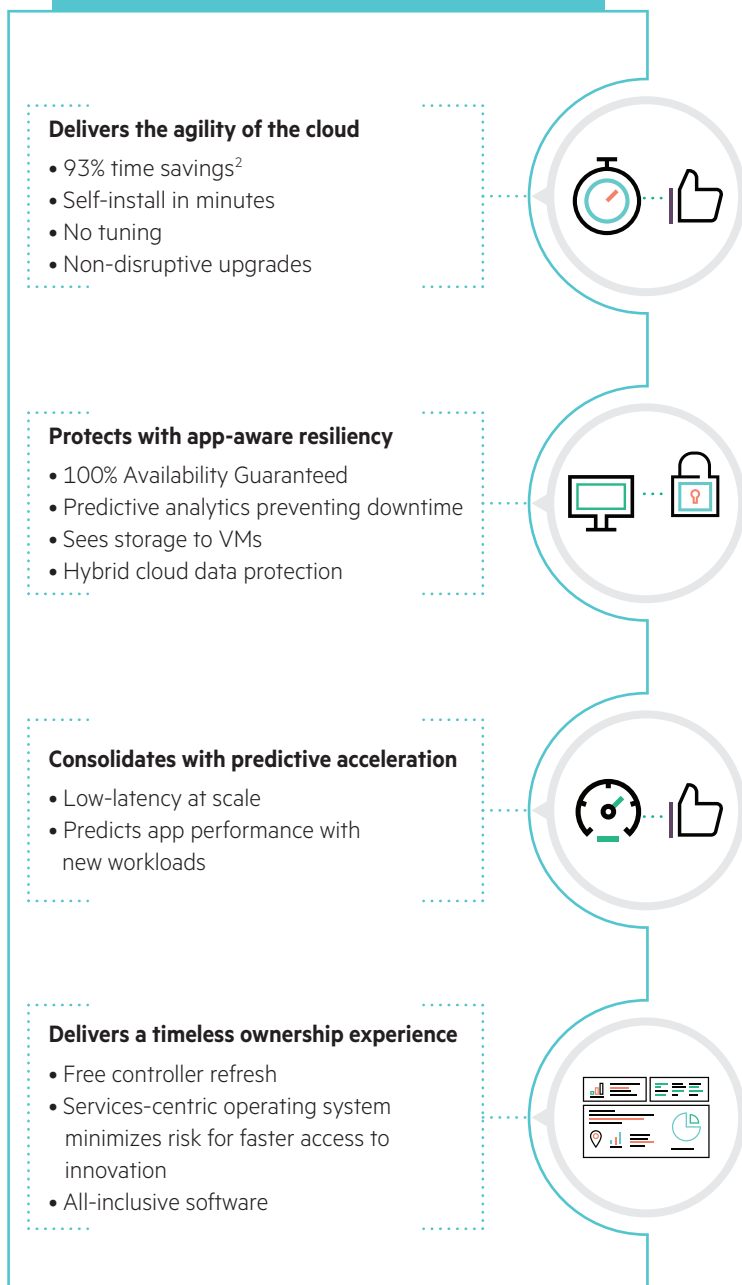 Delivers the agility of the cloud
• 93% time savings²
• Self-install in minutes
• No tuning
• Non-disruptive upgrades
Protects with app-aware resiliency
• 100% Availability Guaranteed
• Predictive analytics preventing downtime
• Sees storage to VMs
• Hybrid cloud data protection
Consolidates with predictive acceleration
• Low-latency at scale
• Predicts app performance with
new workloads
Delivers a timeless ownership experience
• Free controller refresh
• Services-centric operating system
minimizes risk for faster access to
innovation
• All-inclusive software